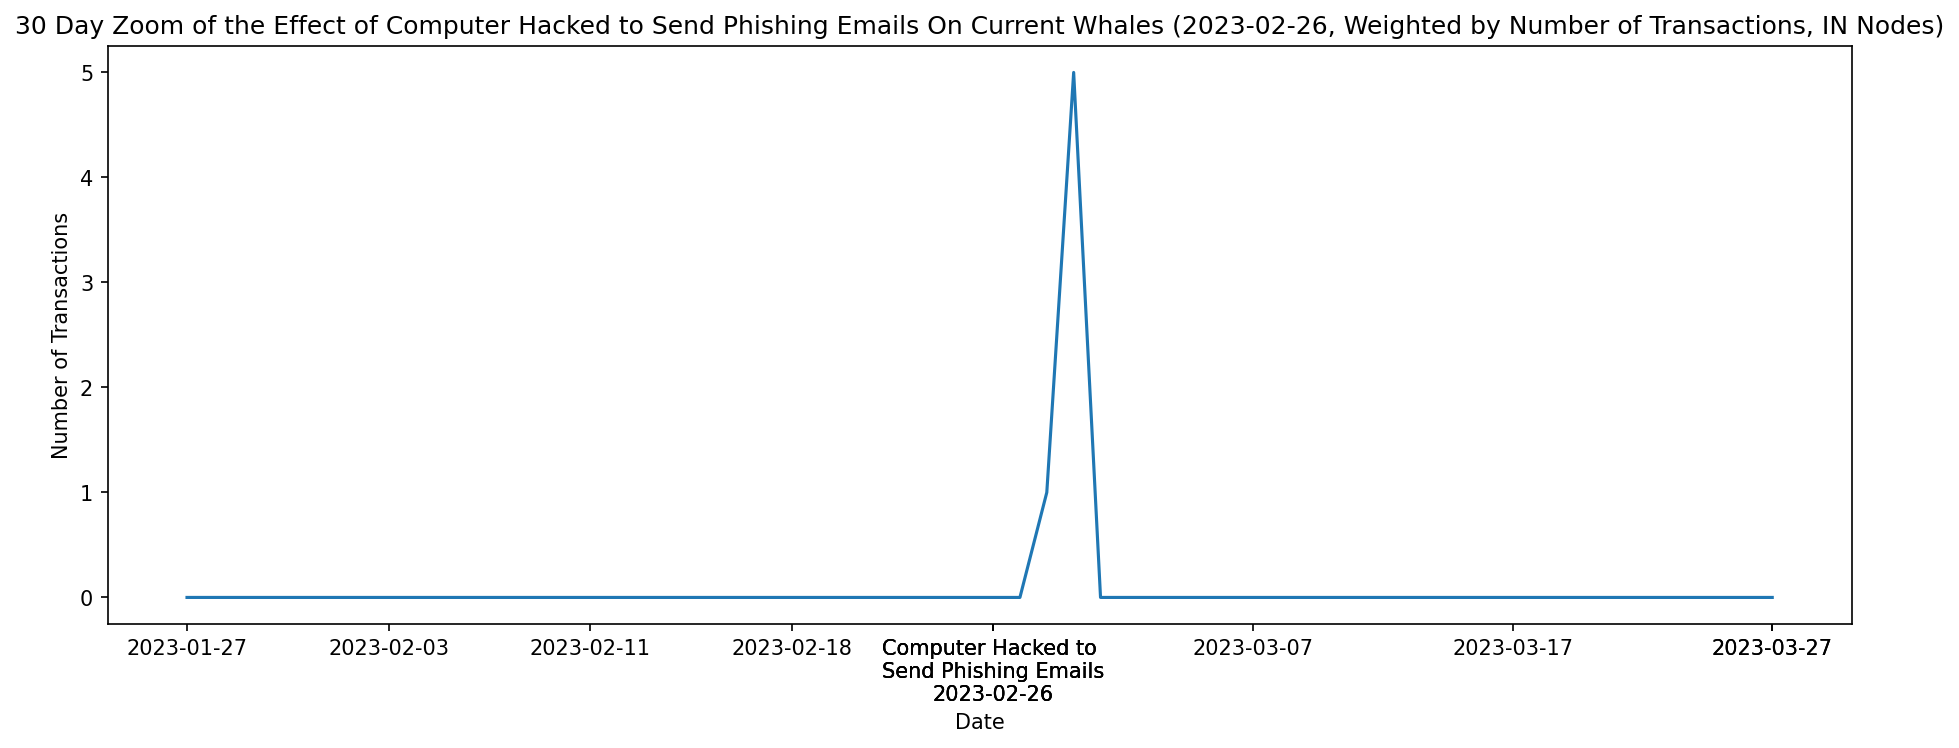 30 Day Zoom of the Effect of Computer Hacked to Send Phishing Emails On Current Whales (2023-02-26, Weighted by Number of Transactions, IN Nodes)
Number of Transactions
5
4
3
2
1
0
2023-01-27
2023-02-03
2023-02-11
2023-02-18
Computer Hacked to
Send Phishing Emails
2023-02-26
2023-03-07
2023-03-17
2023-03-27
Date